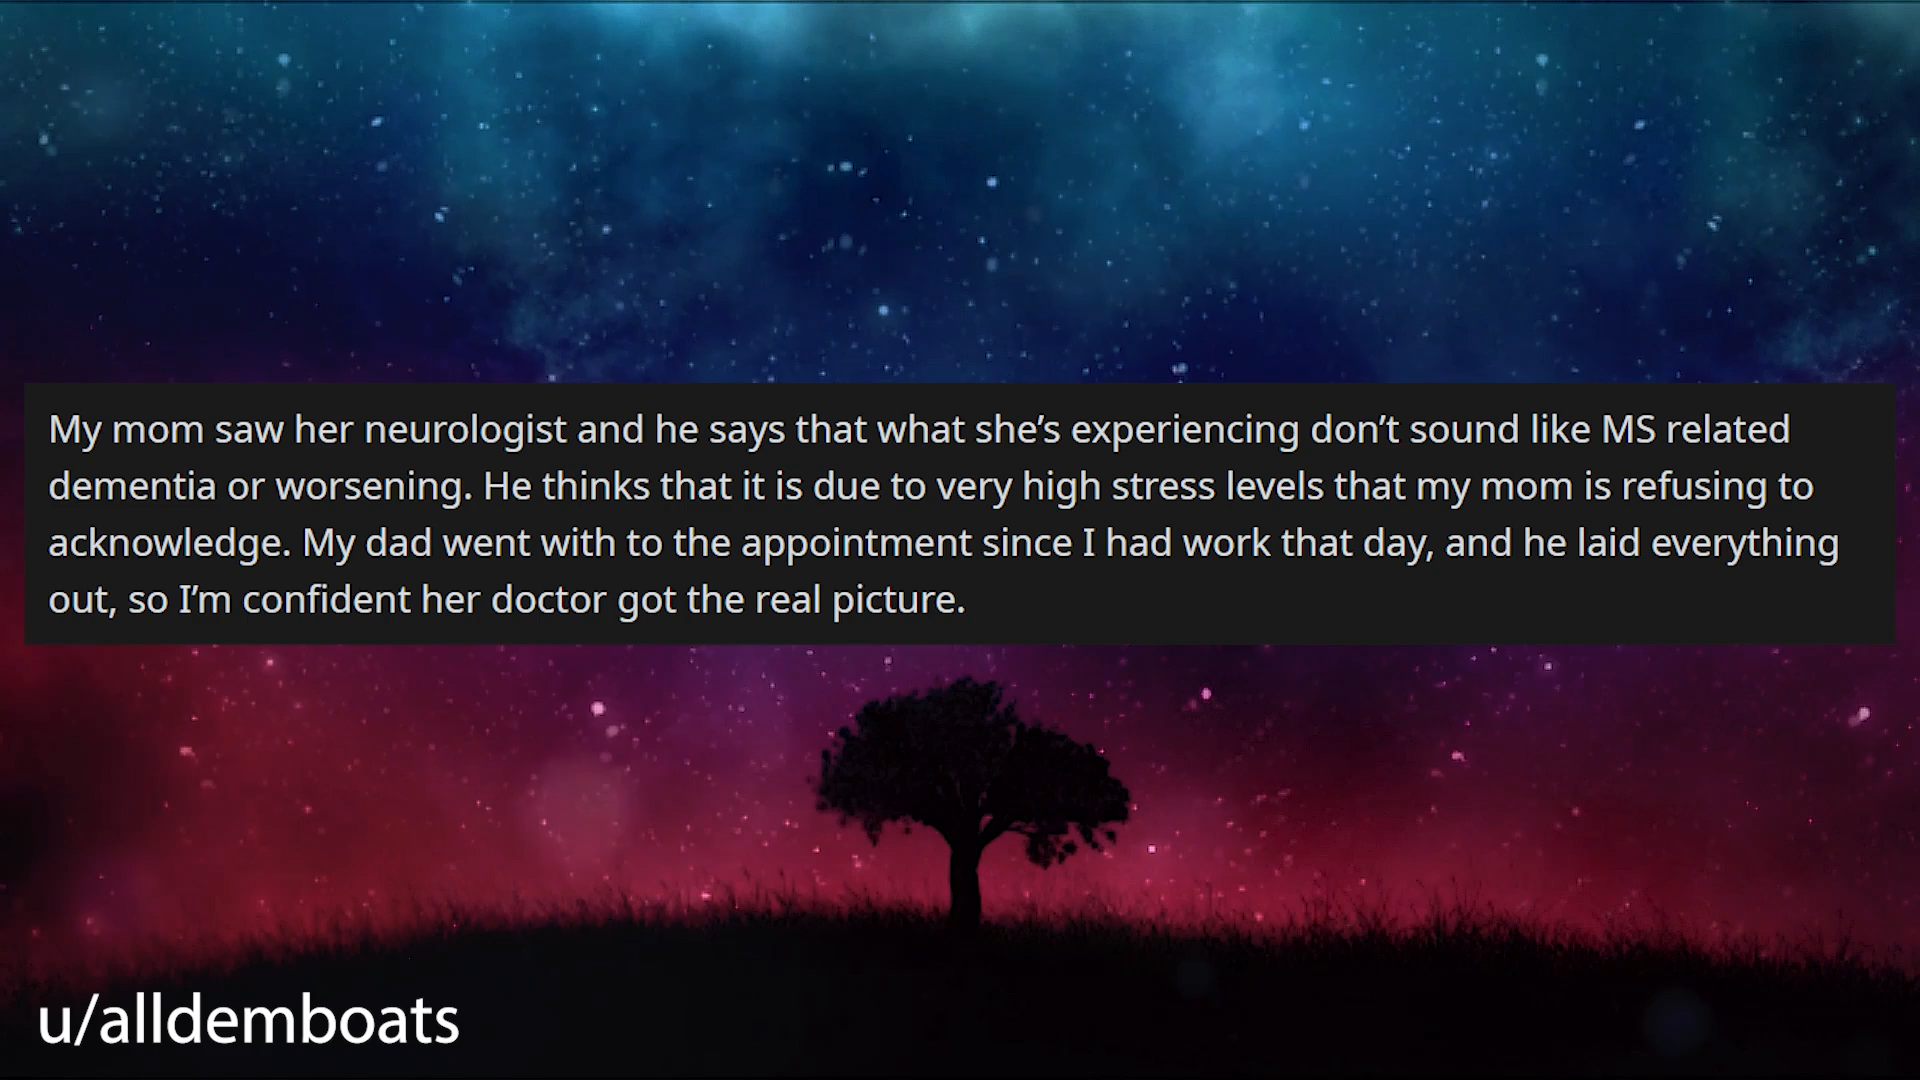 My mom saw her neurologist and he says that what she’s experiencing don’t sound like MS related
dementia or worsening. He thinks that it is due to very high stress levels that my mom is refusing to
acknowledge. My dad went with to the appointment since I had work that day, and he laid everything
out, so I’m confident her doctor got the real picture.
u/alldemboats